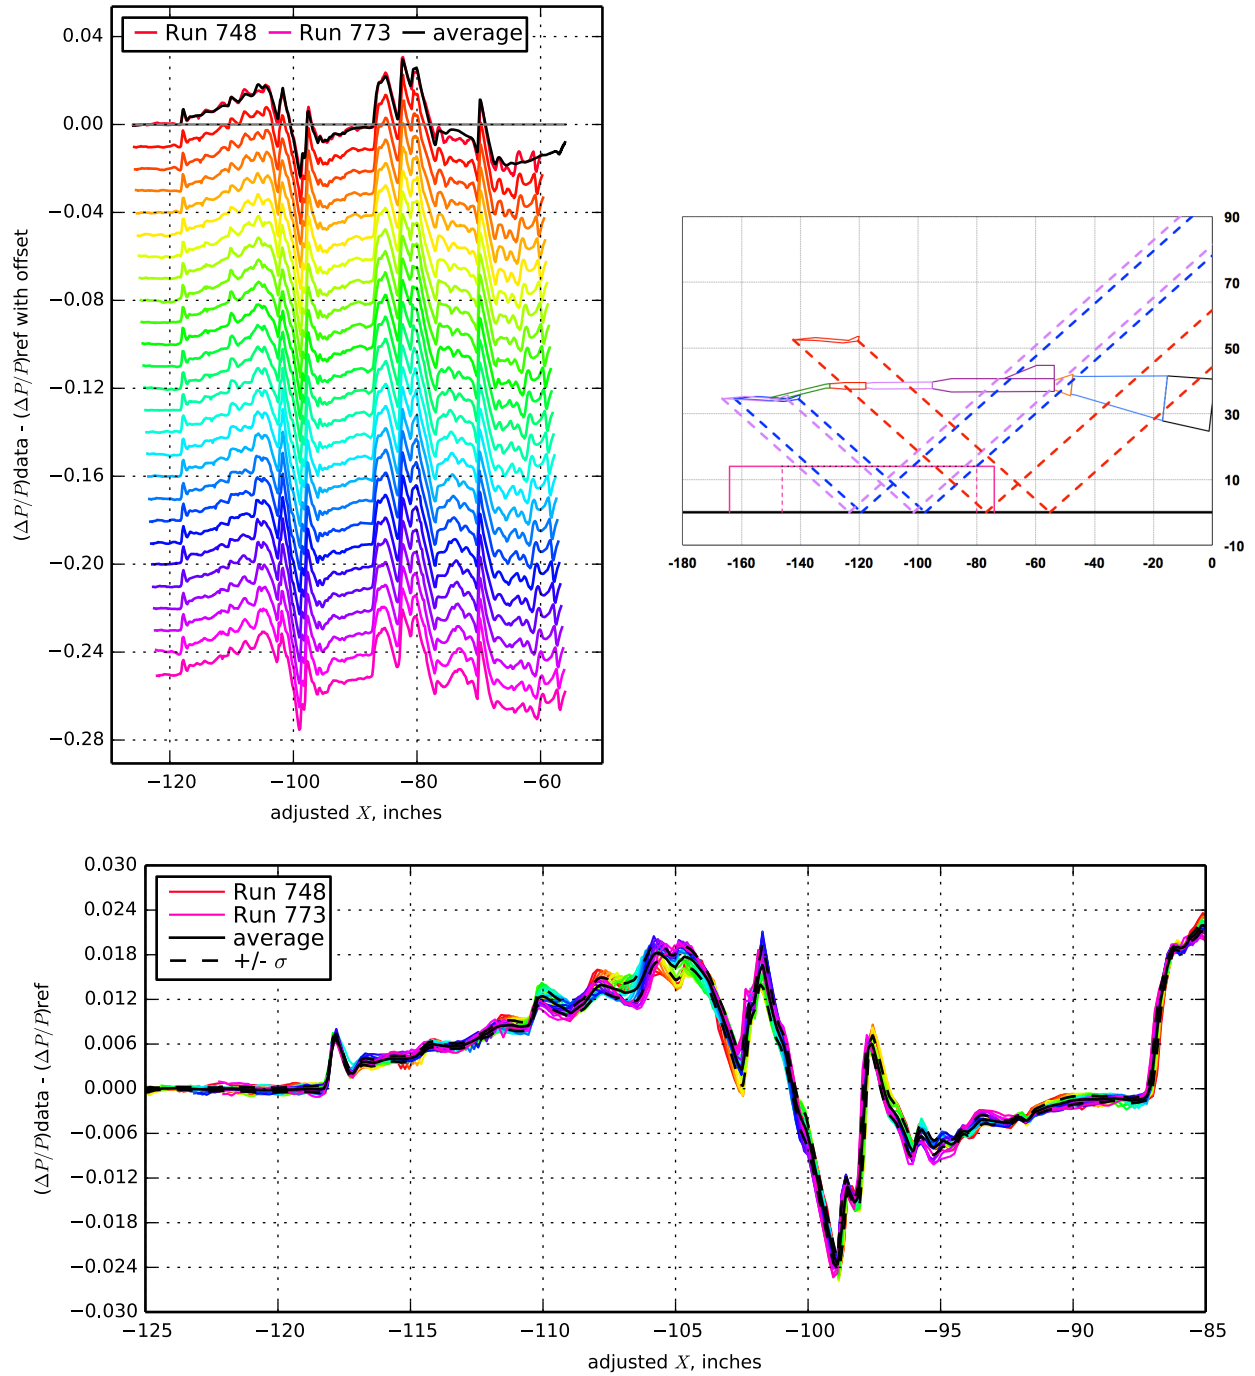 Run 748 Run 773 average
0.04
0.00
−0.04
−0.08
−0.12
−0.16
−0.20
−0.24
−0.28
(ΔP/P)data - (ΔP/P)ref with offset
−120 −100 −80 −60
adjusted X, inches
90
70
50
30
10
-10
-180 -160 -140 -120 -100 -80 -60 -40 -20 0
0.030
0.024
0.018
0.012
0.006
0.000
−0.006
−0.012
−0.018
−0.024
−0.030
(ΔP/P)data - (ΔP/P)ref
Run 748
Run 773
average
+/- σ
−125 −120 −115 −110 −105 −100 −95 −90 −85
adjusted X, inches